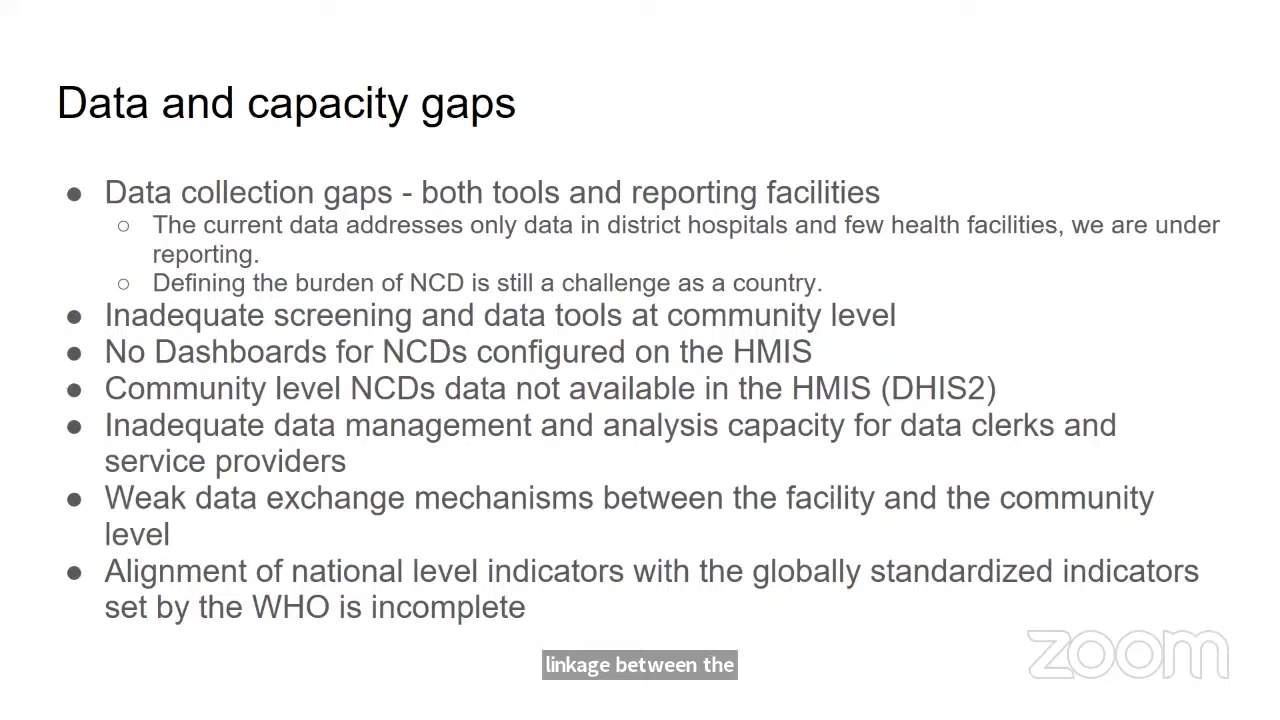 Data and capacity gaps
● Data collection gaps - both tools and reporting facilities
○ The current data addresses only data in district hospitals and few health facilities, we are under
reporting.
○ Defining the burden of NCD is still a challenge as a country.
● Inadequate screening and data tools at community level
● No Dashboards for NCDs configured on the HMIS
● Community level NCDs data not available in the HMIS (DHIS2)
● Inadequate data management and analysis capacity for data clerks and
service providers
● Weak data exchange mechanisms between the facility and the community
level
● Alignment of national level indicators with the globally standardized indicators
set by the WHO is incomplete
linkage between the
zoom